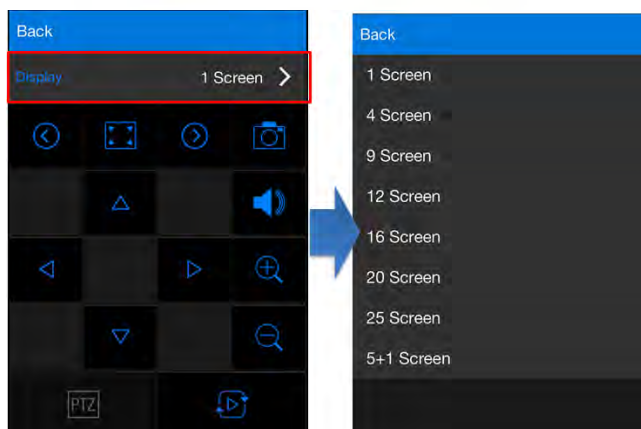 Back
Display 1 Screen
PTZ
Back
1 Screen
4 Screen
9 Screen
12 Screen
16 Screen
20 Screen
25 Screen
5+1 Screen